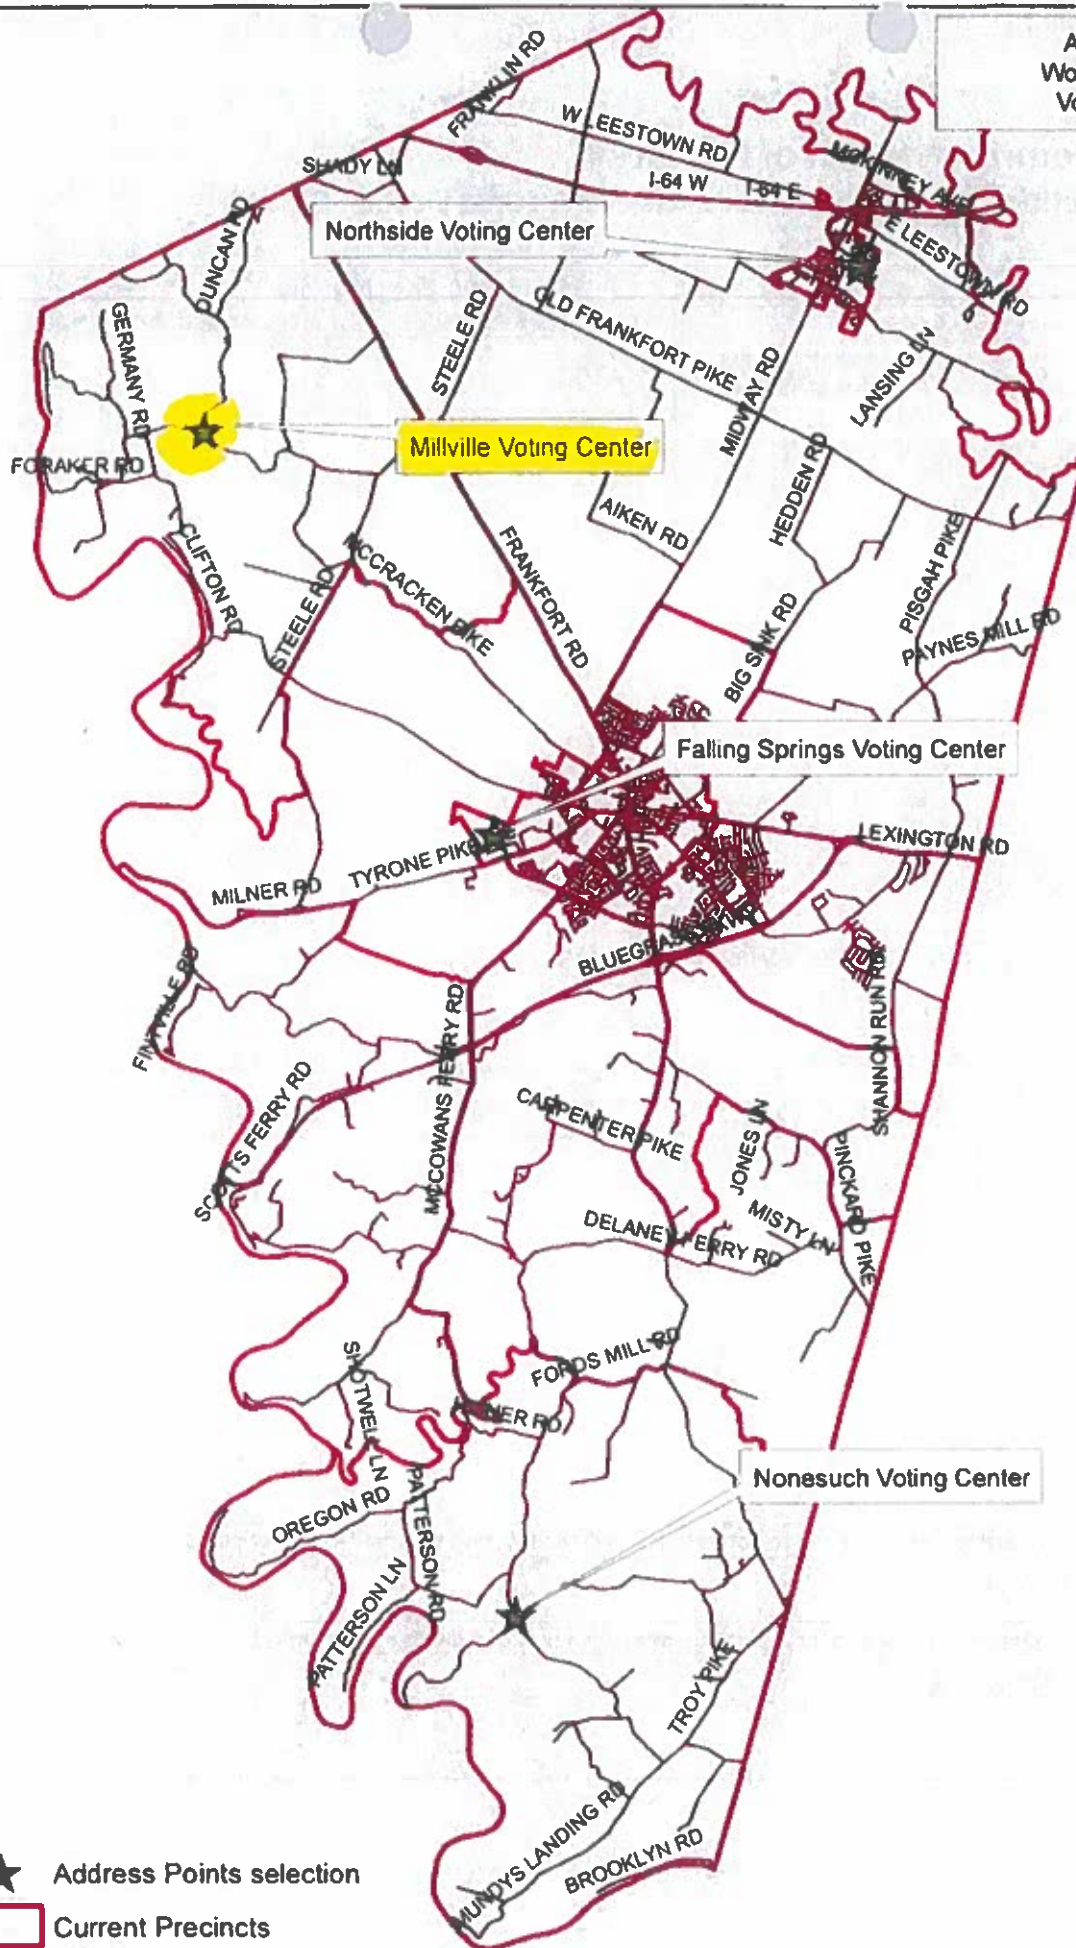 A
Wo
Vo
FRANKLIN RD
W LEESTOWN RD
SHADY LN
I-64 W
I-64 E
MCKINNEY AVE
E LEESTOWN RD
Northside Voting Center
DUNCAN RD
GERMANY RD
STEELE RD
OLD FRANKFORT PIKE
MIDWAY RD
LANSING LN
Millville Voting Center
FORAKER RD
HEDDEN RD
AIKEN RD
CLIFTON RD
STEELE RD
MCCRACKEN PIKE
FRANKFORT RD
PISGAH PIKE
PAYNES MILL RD
BIG SINK RD
Falling Springs Voting Center
LEXINGTON RD
TYRONE PIKE
MILNER RD
BLUEGRASS
FINTVILLE RD
SHANNON RUN RD
MCCOWANS FERRY RD
SCOTTS FERRY RD
CARPENTER PIKE
JONES LN
PINCKARD PIKE
MISTY LN
DELANEY FERRY RD
SHOTWELL LN
FORDS MILL RD
Nonesuch Voting Center
OREGON RD
PATTERSON RD
PATTERSON LN
TROY PIKE
MUNDYS LANDING RD
BROOKLYN RD
Address Points selection
Current Precincts